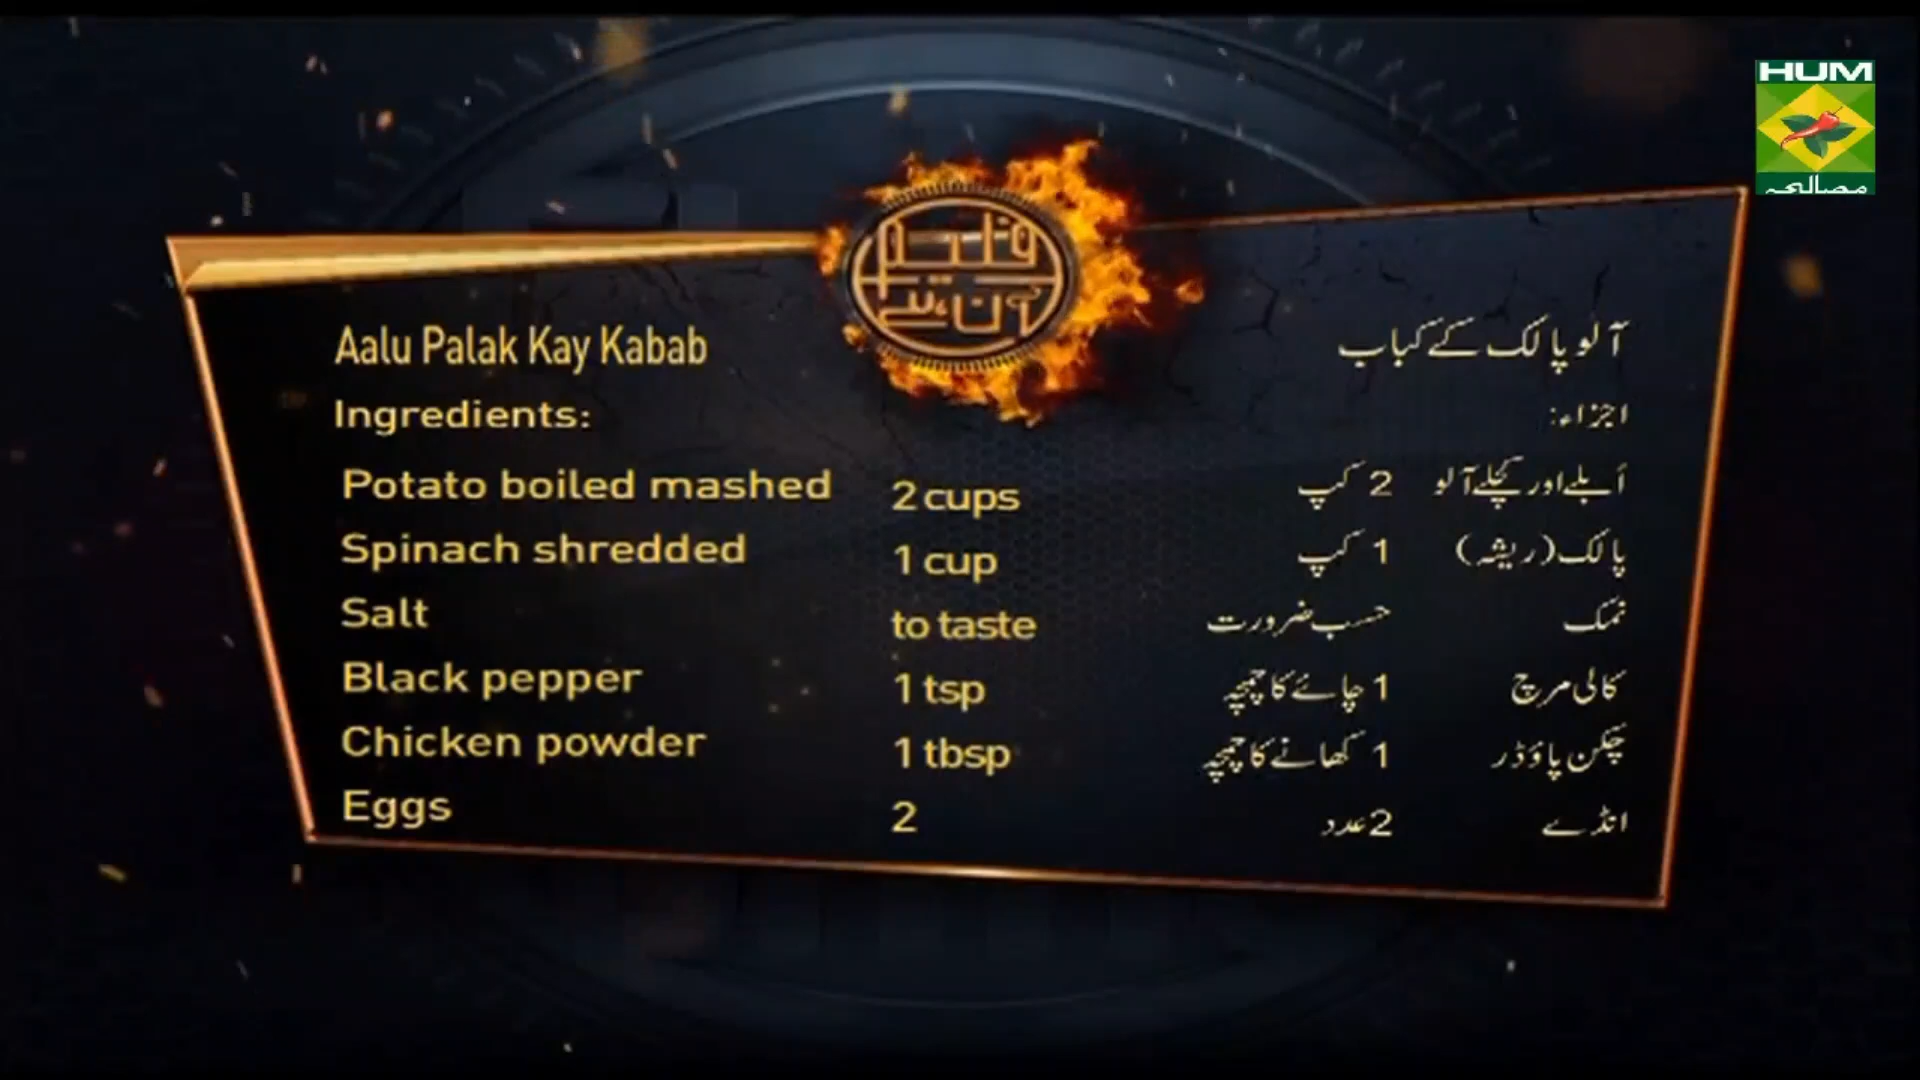 HUM
مصالحہ
فلیم
آن ہے
Aalu Palak Kay Kabab
آلو پالک کے کباب
Ingredients:
اجزاء:
Potato boiled mashed 2 cups
اُبلے اور کچلے آلو 2 کپ
Spinach shredded 1 cup
پالک (ریشہ) 1 کپ
Salt to taste
نمک حسب ضرورت
Black pepper 1 tsp
کالی مرچ 1 چائے کا چمچہ
Chicken powder 1 tbsp
چکن پاؤڈر 1 کھانے کا چمچہ
Eggs 2
انڈے 2 عدد